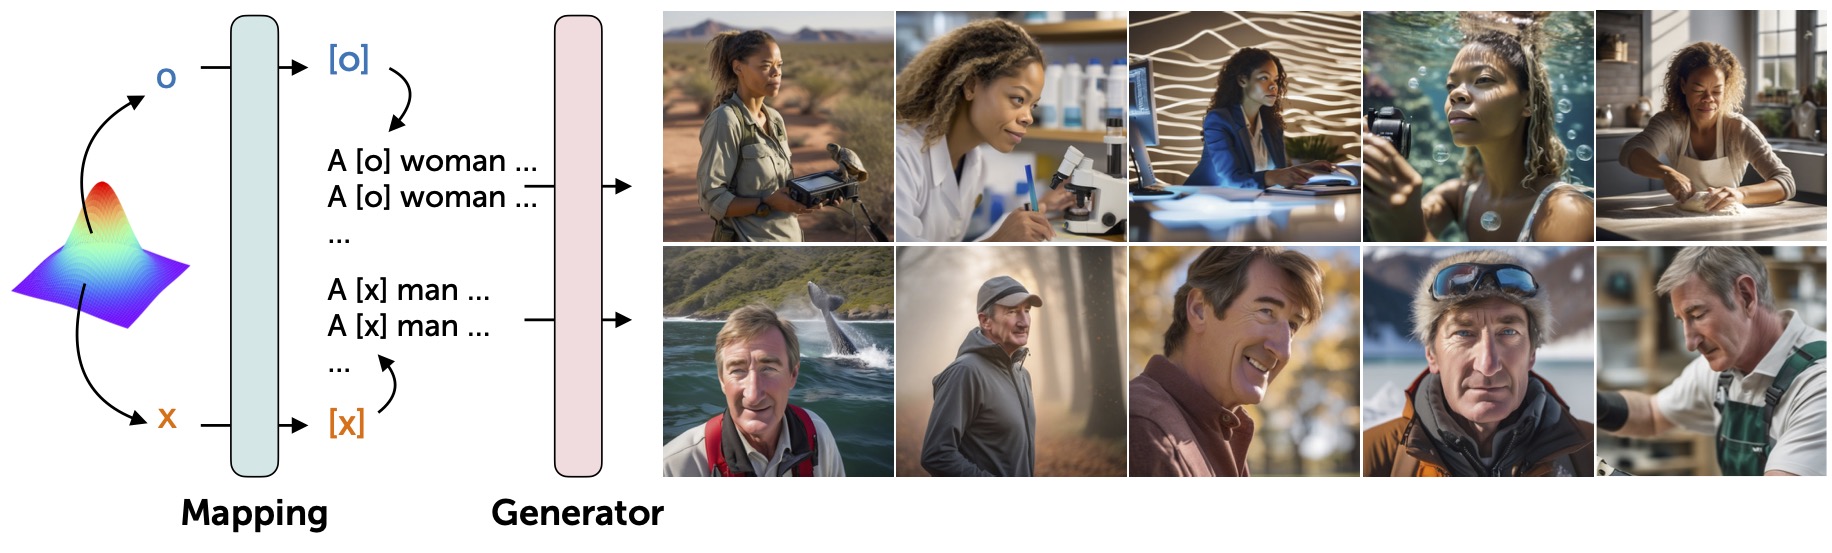 o
[o]
A [o] woman ...
A [o] woman ...
...
A [x] man ...
A [x] man ...
...
x
[x]
Mapping
Generator